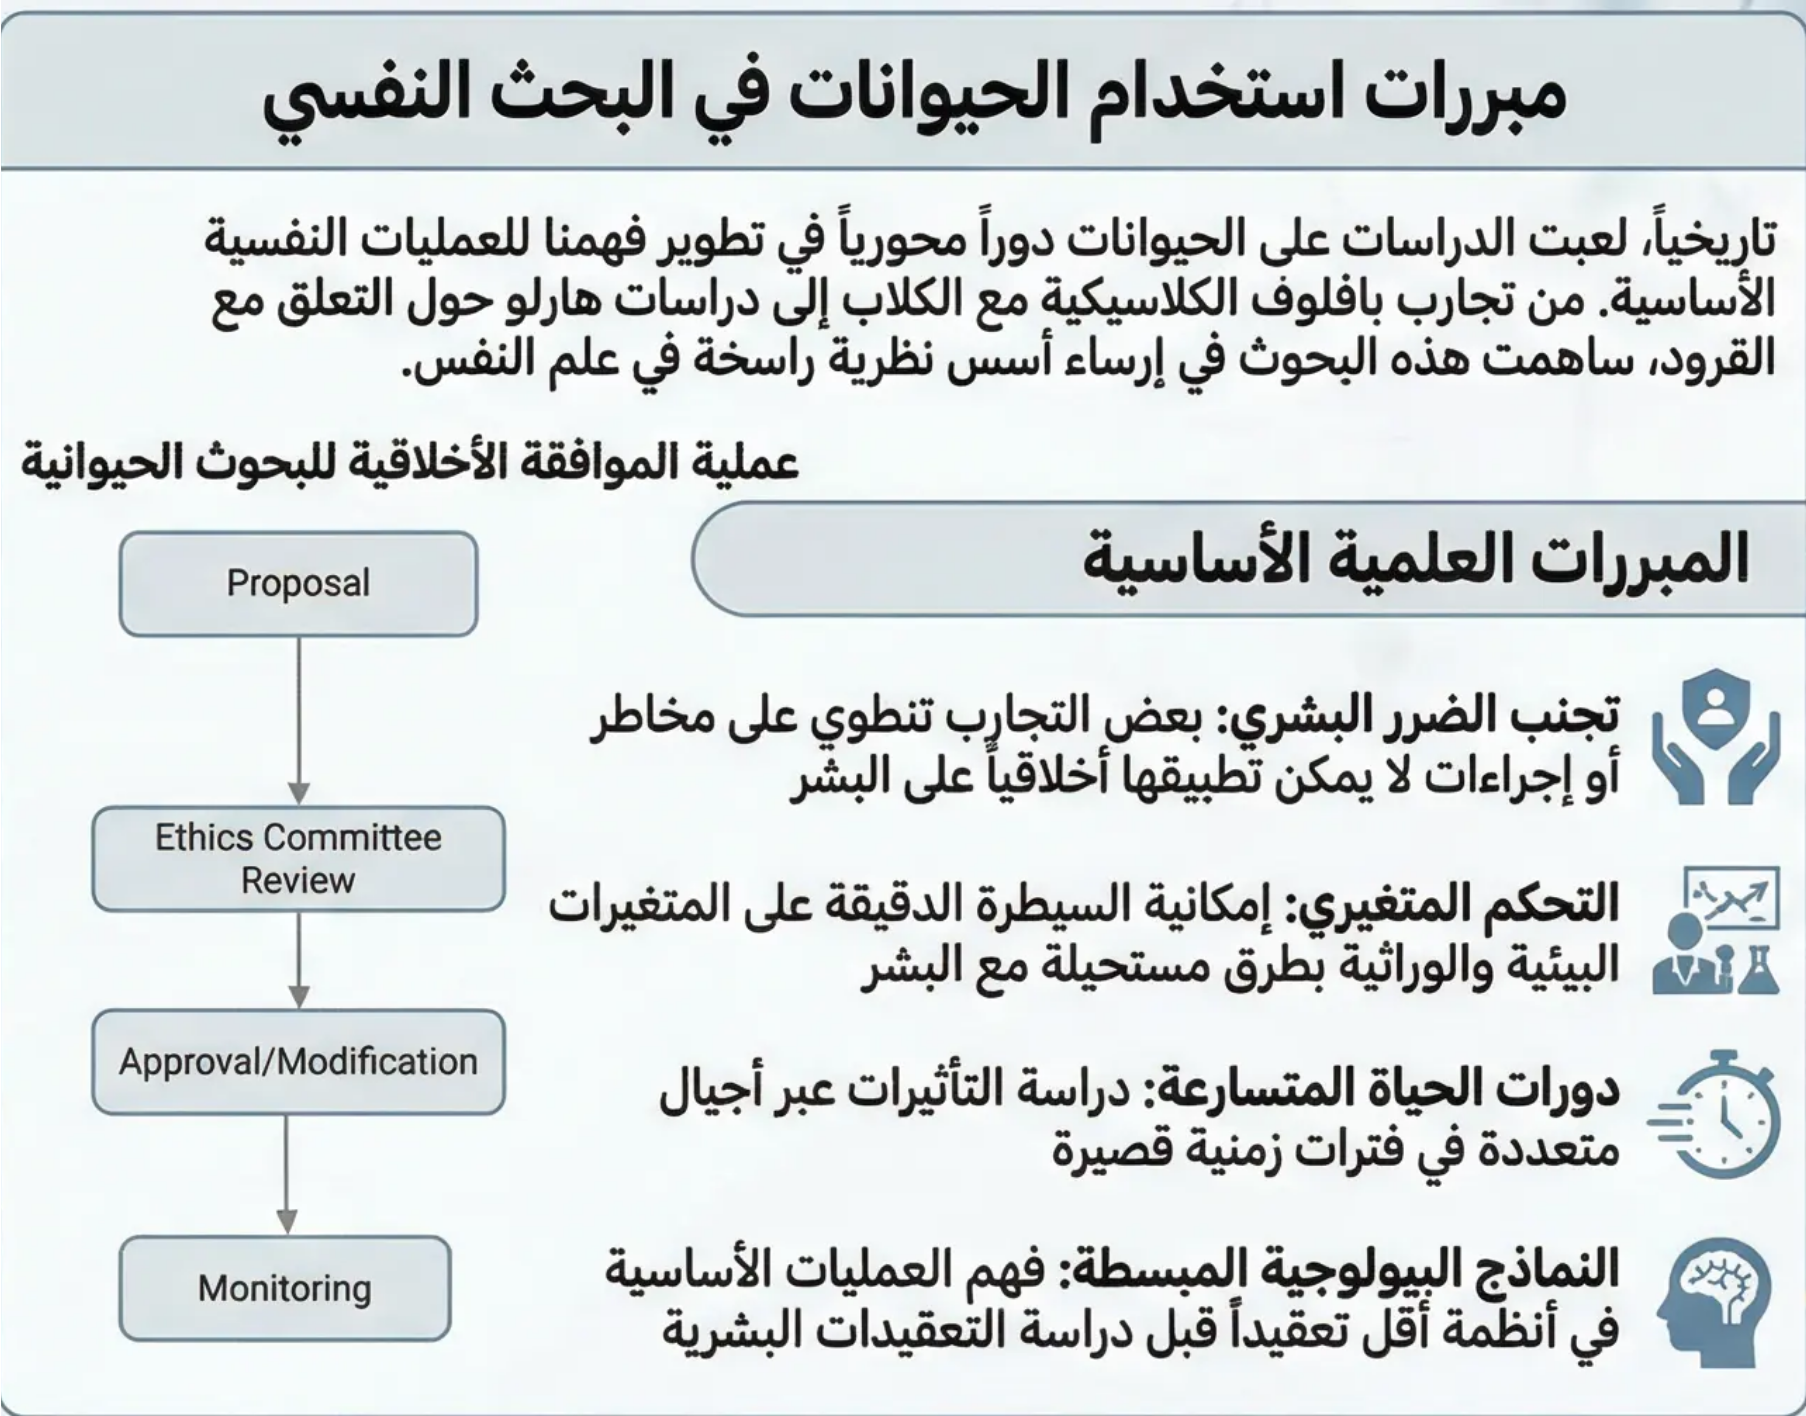 مبررات استخدام الحيوانات في البحث النفسي
تاريخياً، لعبت الدراسات على الحيوانات دوراً محورياً في تطوير فهمنا للعمليات النفسية
الأساسية. من تجارب بافلوف الكلاسيكية مع الكلاب إلى دراسات هارلو حول التعلق مع
القرود، ساهمت هذه البحوث في إرساء أسس نظرية راسخة في علم النفس.
المبررات العلمية الأساسية
تجنب الضرر البشري: بعض التجارب تنطوي على مخاطر
أو إجراءات لا يمكن تطبيقها أخلاقياً على البشر
التحكم المتغيري: إمكانية السيطرة الدقيقة على المتغيرات
البيئية والوراثية بطرق مستحيلة مع البشر
دورات الحياة المتسارعة: دراسة التأثيرات عبر أجيال
متعددة في فترات زمنية قصيرة
النماذج البيولوجية المبسطة: فهم العمليات الأساسية
في أنظمة أقل تعقيداً قبل دراسة التعقيدات البشرية
عملية الموافقة الأخلاقية للبحوث الحيوانية
Proposal
Ethics Committee
Review
Approval/Modification
Monitoring